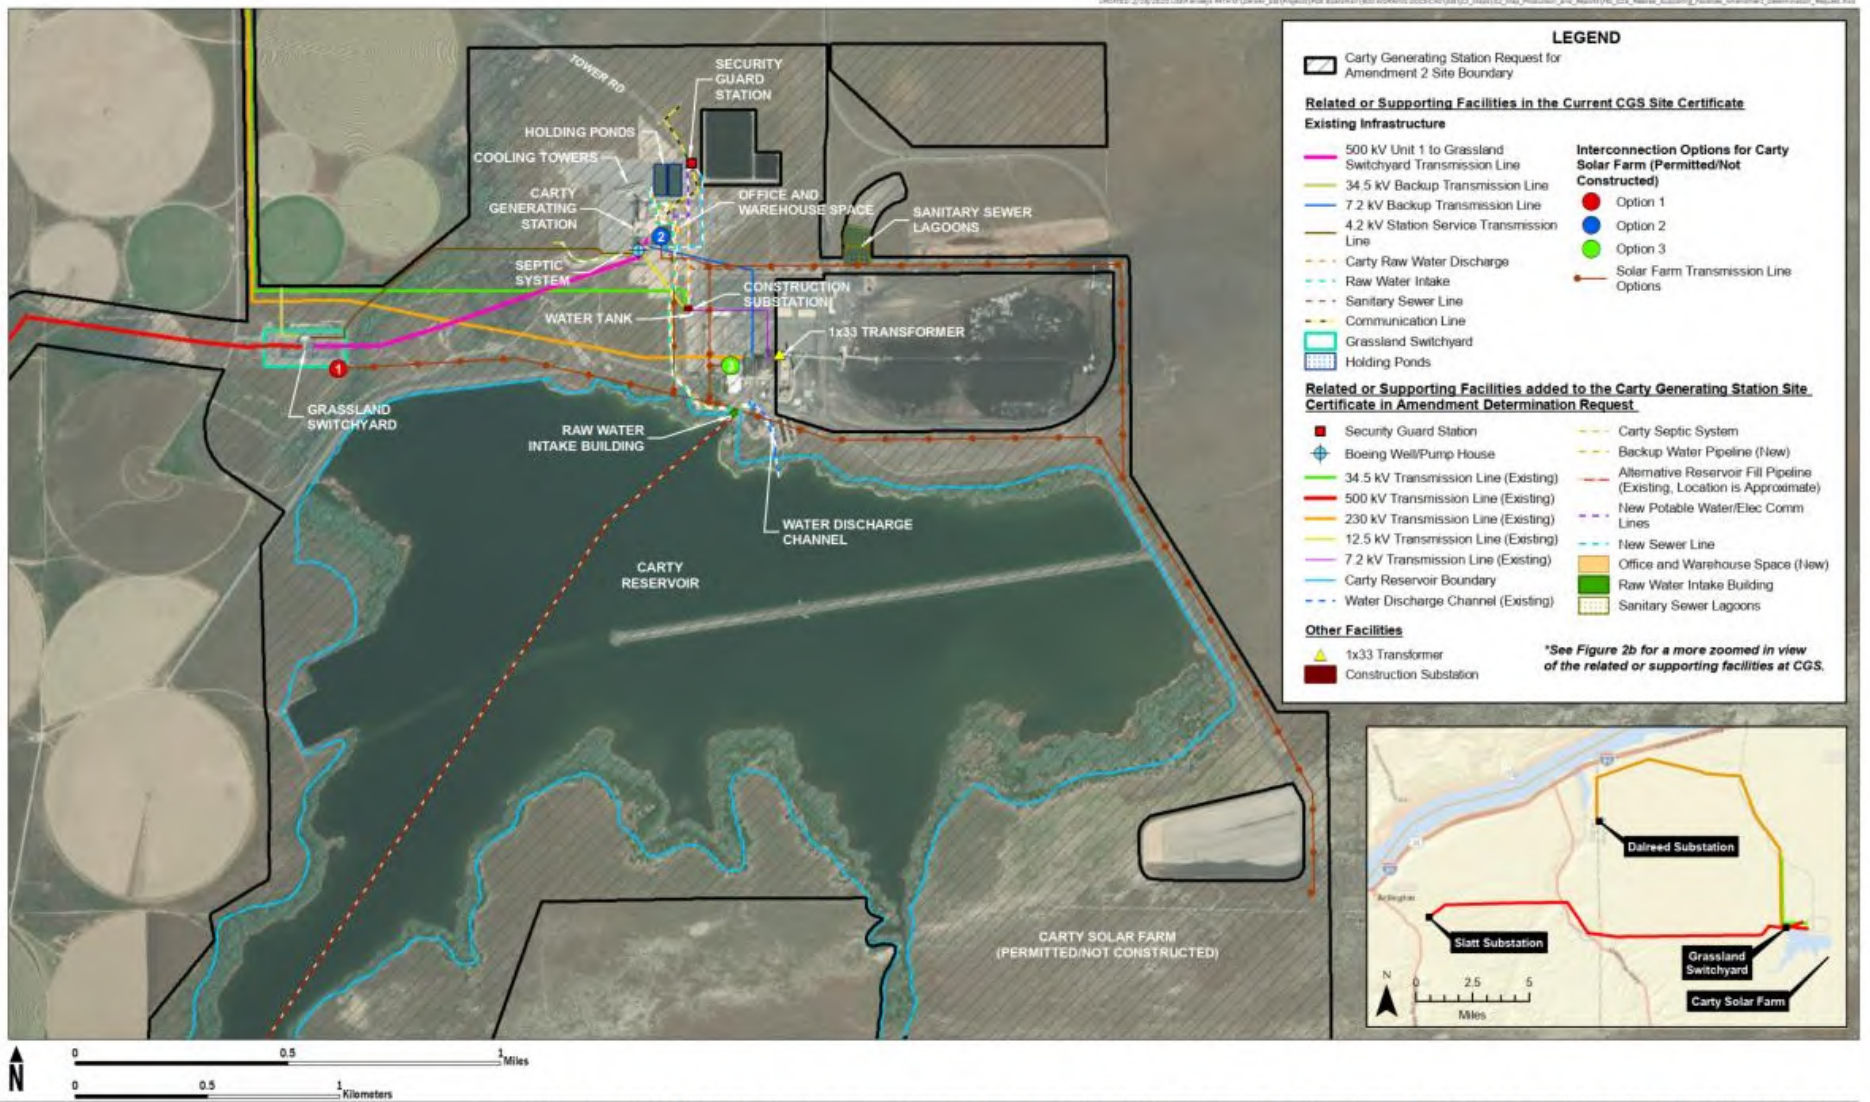 TOWER RD
SECURITY
GUARD
STATION
HOLDING PONDS
COOLING TOWERS
CARTY
GENERATING
STATION
OFFICE AND
WAREHOUSE SPACE
SANITARY SEWER
LAGOONS
2
SEPTIC
SYSTEM
CONSTRUCTION
SUBSTATION
WATER TANK
1x33 TRANSFORMER
1
3
GRASSLAND
SWITCHYARD
RAW WATER
INTAKE BUILDING
WATER DISCHARGE
CHANNEL
CARTY
RESERVOIR
CARTY SOLAR FARM
(PERMITTED/NOT CONSTRUCTED)
LEGEND
Carty Generating Station Request for
Amendment 2 Site Boundary
Related or Supporting Facilities in the Current CGS Site Certificate
Existing Infrastructure
500 kV Unit 1 to Grassland
Switchyard Transmission Line
34.5 kV Backup Transmission Line
7.2 kV Backup Transmission Line
4.2 kV Station Service Transmission
Line
Carty Raw Water Discharge
Raw Water Intake
Sanitary Sewer Line
Communication Line
Grassland Switchyard
Holding Ponds
Interconnection Options for Carty
Solar Farm (Permitted/Not
Constructed)
Option 1
Option 2
Option 3
Solar Farm Transmission Line
Options
Related or Supporting Facilities added to the Carty Generating Station Site
Certificate in Amendment Determination Request
Security Guard Station
Boeing Well/Pump House
34.5 kV Transmission Line (Existing)
500 kV Transmission Line (Existing)
230 kV Transmission Line (Existing)
12.5 kV Transmission Line (Existing)
7.2 kV Transmission Line (Existing)
Carty Reservoir Boundary
Water Discharge Channel (Existing)
Carty Septic System
Backup Water Pipeline (New)
Alternative Reservoir Fill Pipeline
(Existing, Location is Approximate)
New Potable Water/Elec Comm
Lines
New Sewer Line
Office and Warehouse Space (New)
Raw Water Intake Building
Sanitary Sewer Lagoons
Other Facilities
1x33 Transformer
Construction Substation
*See Figure 2b for a more zoomed in view
of the related or supporting facilities at CGS.
Dalreed Substation
Arlington
Slatt Substation
Grassland
Switchyard
Carty Solar Farm
N
0 2.5 5
Miles
N
0 0.5 1
Miles
0 0.5 1
Kilometers